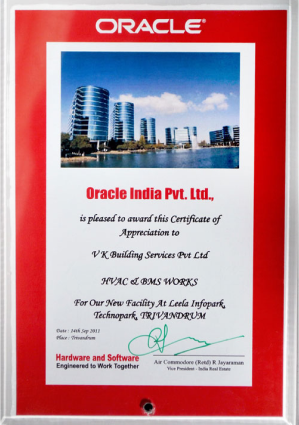 ORACLE®
Oracle India Pvt. Ltd.,
is pleased to award this Certificate of
Appreciation to
V K Building Services Pvt Ltd
HVAC & BMS WORKS
For Our New Facility At Leela Infopark,
Technopark, TRIVANDRUM
Date : 14th Sep 2011
Place : Trivandrum
Hardware and Software
Engineered to Work Together
Air Commodore (Retd) R Jayaraman
Vice President - India Real Estate